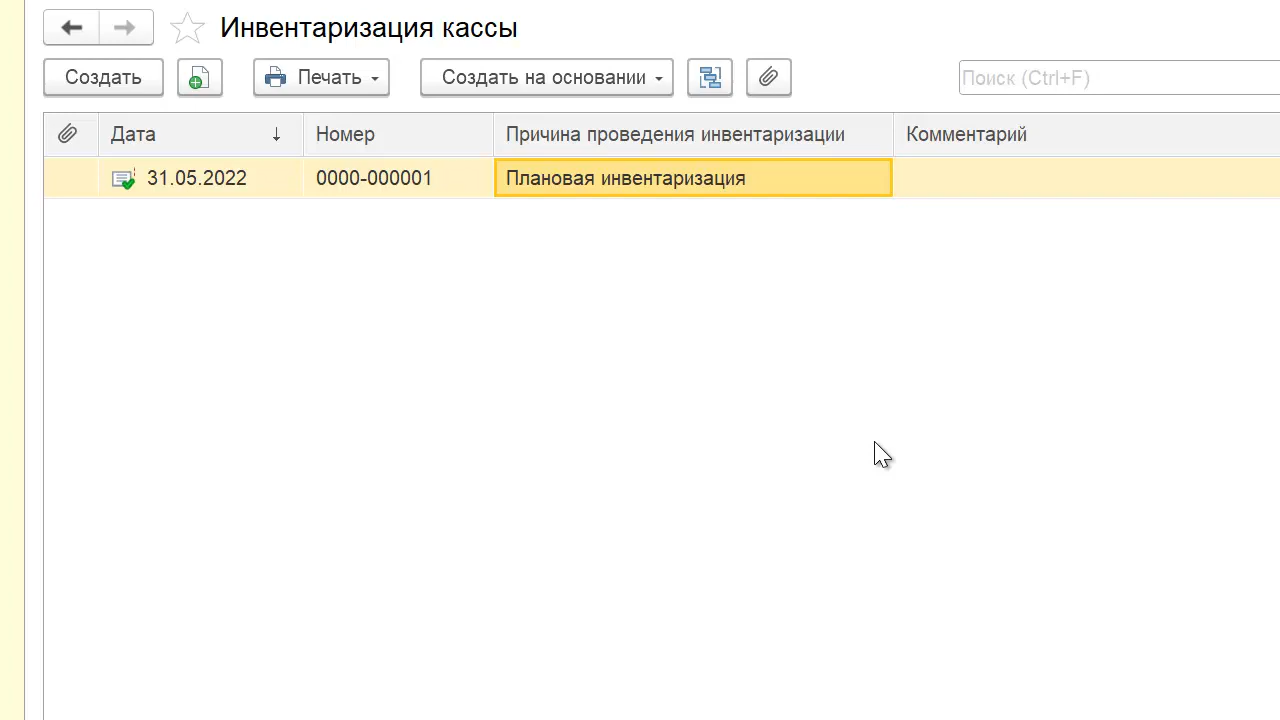 Инвентаризация кассы
Создать Печать Создать на основании Поиск (Ctrl+F)
Дата ↓ Номер Причина проведения инвентаризации Комментарий
31.05.2022 0000-000001 Плановая инвентаризация